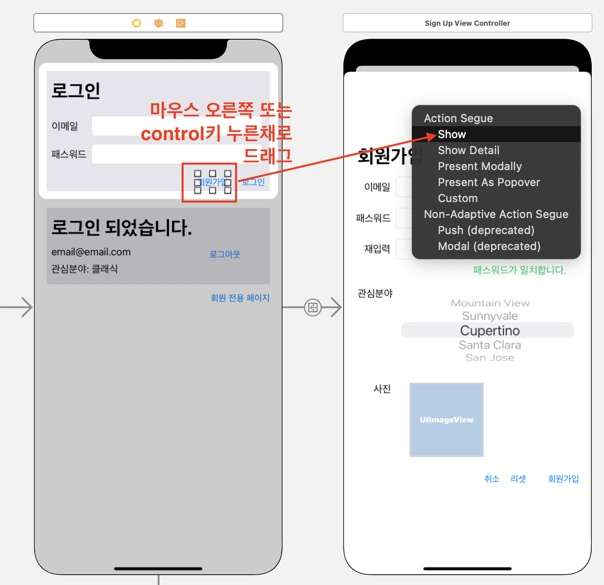 Sign Up View Controller
로그인
마우스 오른쪽 또는
control키 누른채로
드래그
이메일
패스워드
회원가입
로그인
로그인 되었습니다.
email@email.com
로그아웃
관심분야: 클래식
회원 전용 페이지
Action Segue
Show
Show Detail
Present Modally
Present As Popover
Custom
Non-Adaptive Action Segue
Push (deprecated)
Modal (deprecated)
회원가입
이메일
패스워드
재입력
패스워드가 일치합니다.
관심분야
Mountain View
Sunnyvale
Cupertino
Santa Clara
San Jose
사진
UIImageView
취소 리셋 회원가입